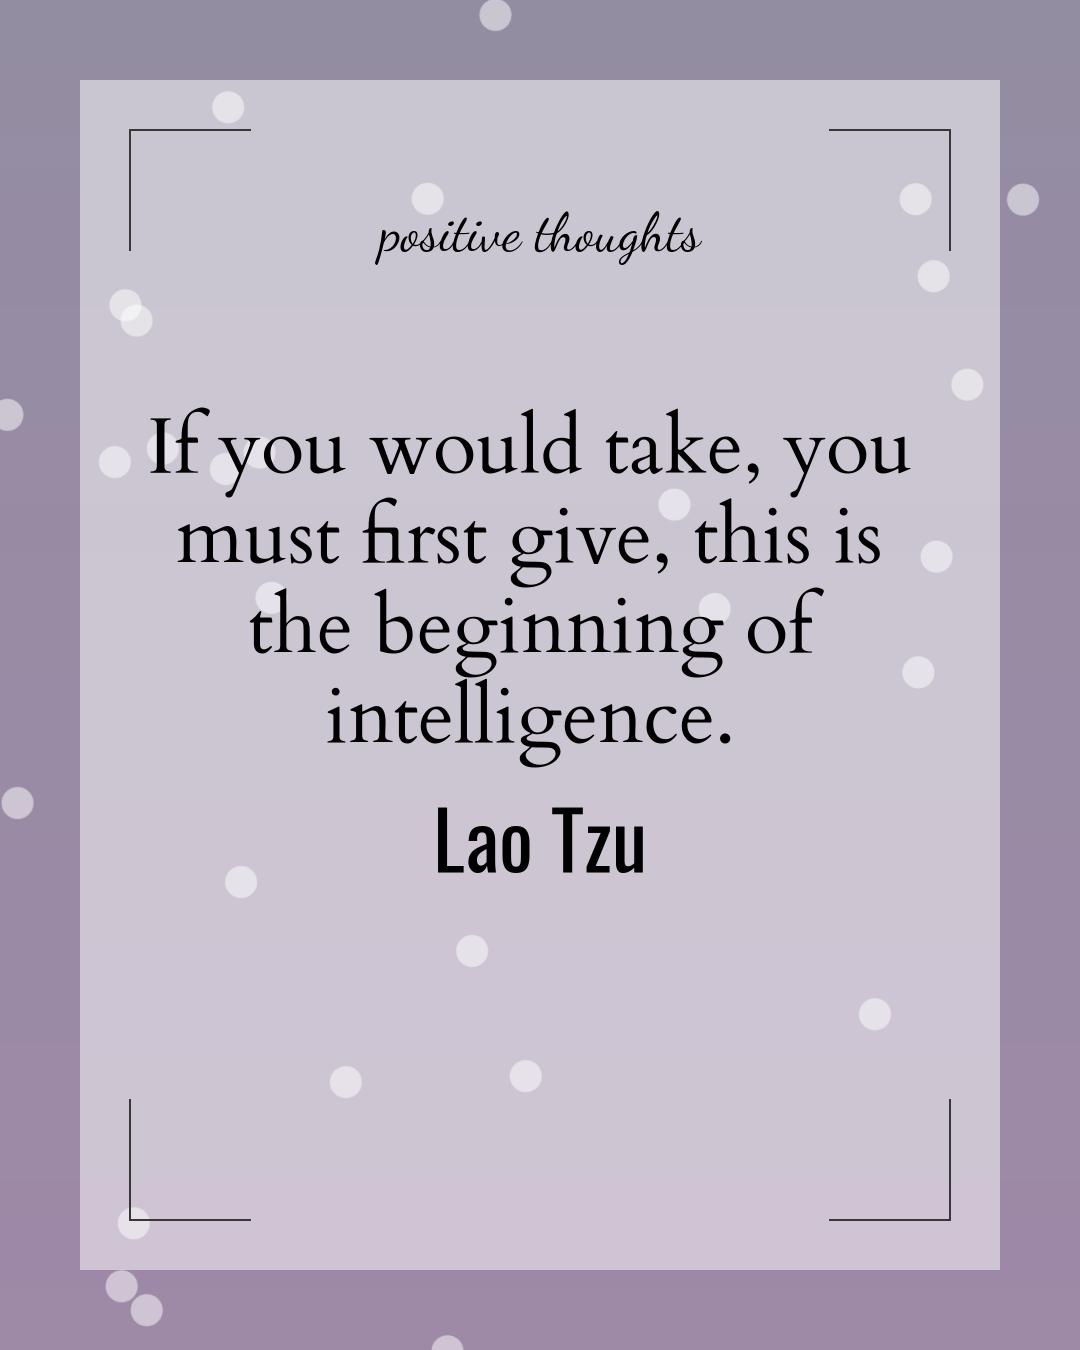 positive thoughts
If you would take, you
must first give, this is
the beginning of
intelligence.
Lao Tzu